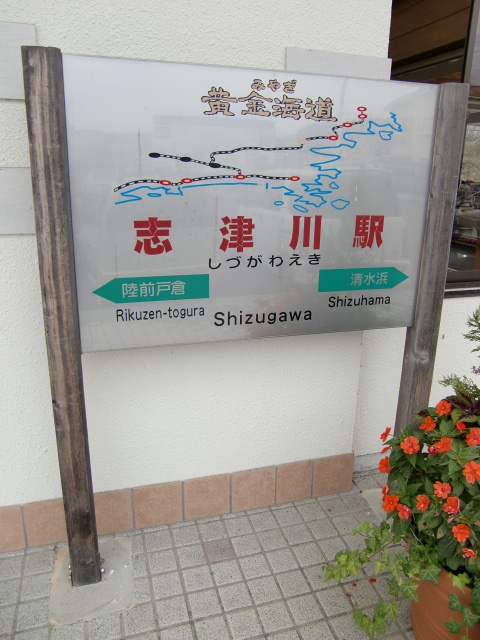 みやぎ
黄金海道
志津川駅
しづがわえき
陸前戸倉
清水浜
Rikuzen-togura
Shizugawa
Shizuhama